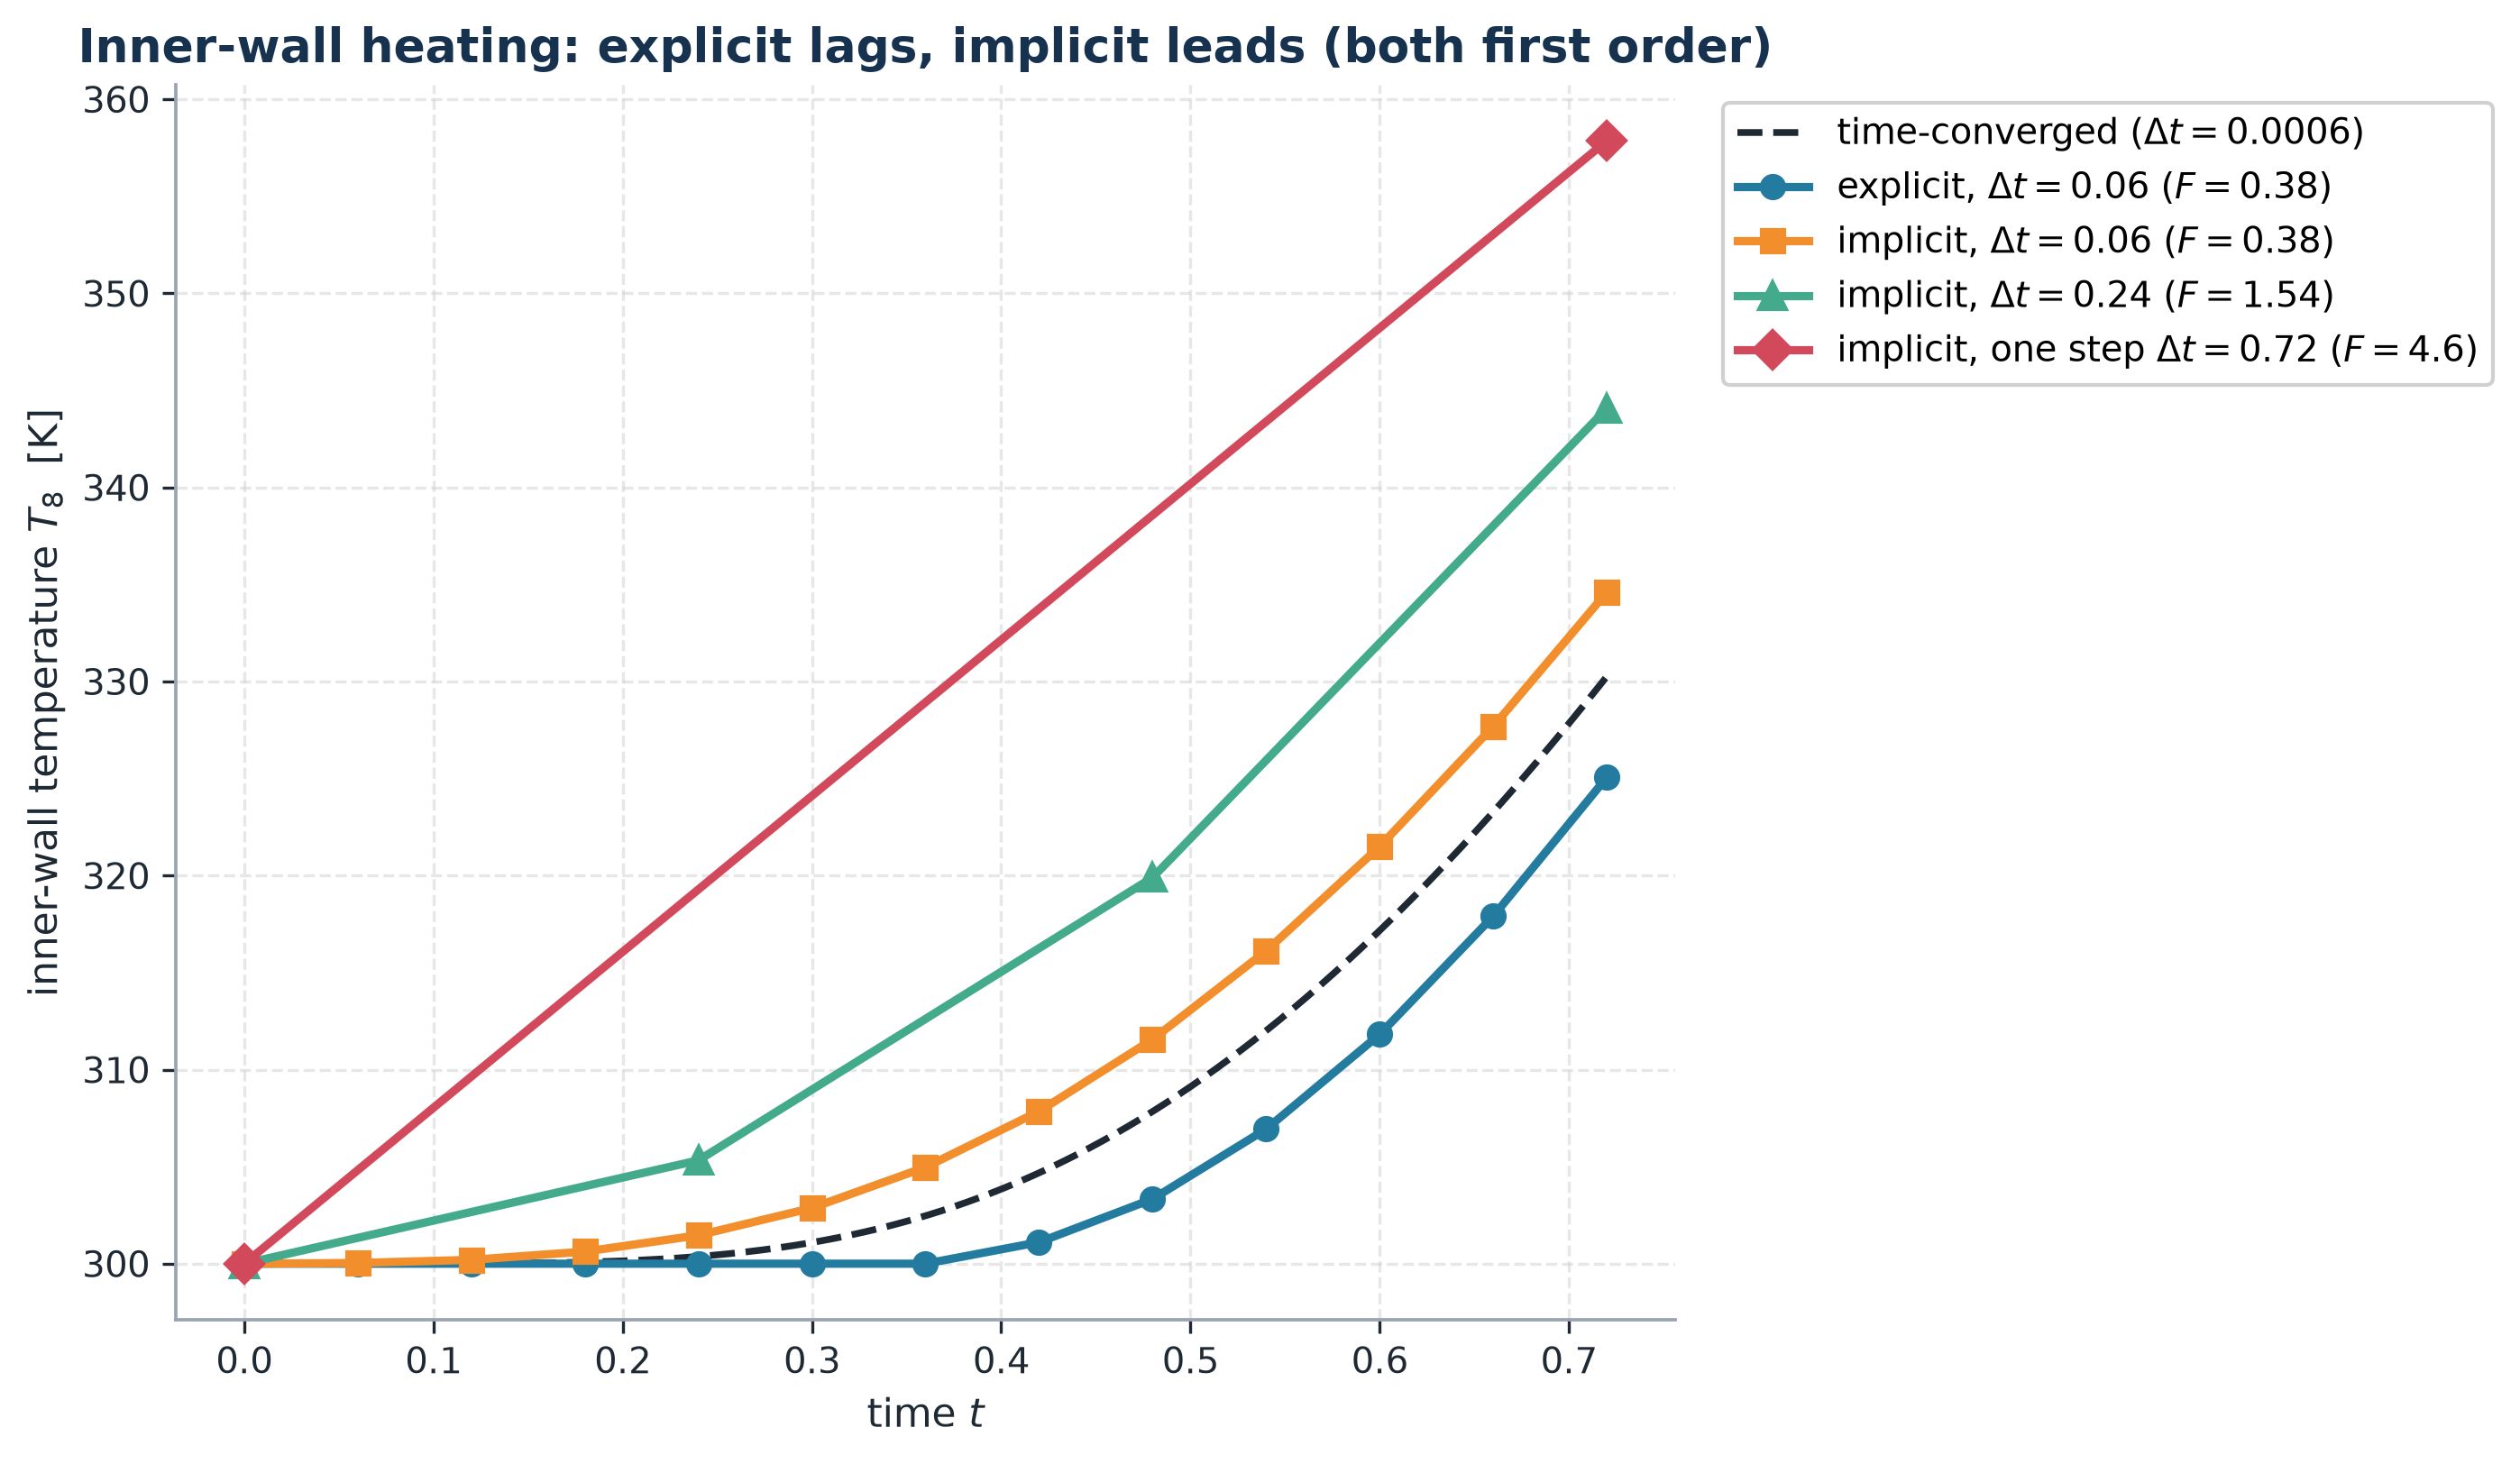 Inner-wall heating: explicit lags, implicit leads (both first order)
360
350
340
330
320
310
300
inner-wall temperature T₈ [K]
0.0 0.1 0.2 0.3 0.4 0.5 0.6 0.7
time t
time-converged (Δt = 0.0006)
explicit, Δt = 0.06 (F = 0.38)
implicit, Δt = 0.06 (F = 0.38)
implicit, Δt = 0.24 (F = 1.54)
implicit, one step Δt = 0.72 (F = 4.6)